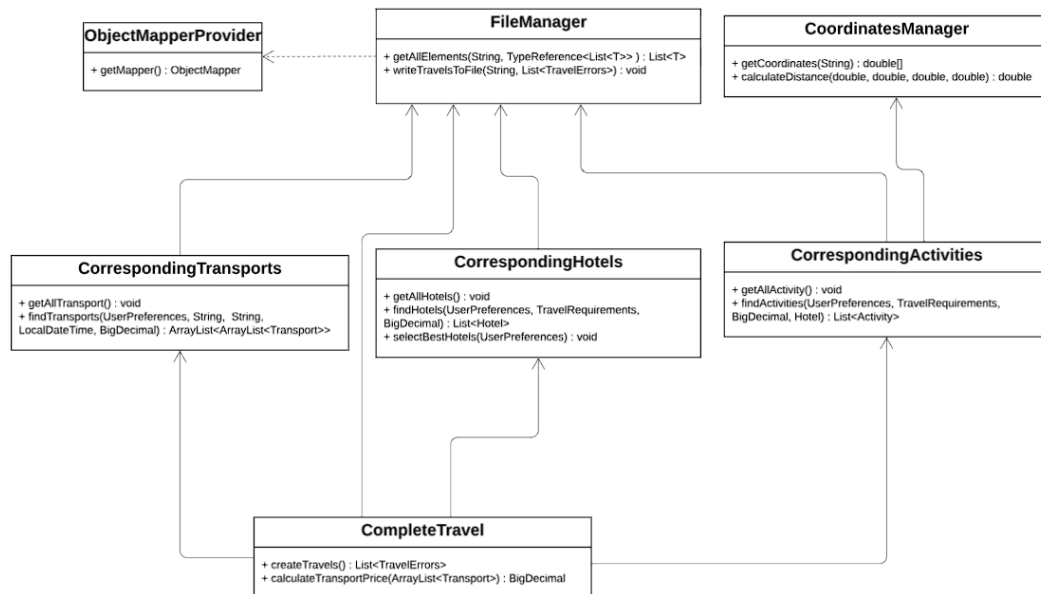 ObjectMapperProvider
+ getMapper() : ObjectMapper
FileManager
+ getAllElements(String, TypeReference<List<T>> ) : List<T>
+ writeTravelsToFile(String, List<TravelErrors>) : void
CoordinatesManager
+ getCoordinates(String) : double[]
+ calculateDistance(double, double, double, double) : double
CorrespondingTransports
+ getAllTransport() : void
+ findTransports(UserPreferences, String, String,
LocalDateTime, BigDecimal) : ArrayList<ArrayList<Transport>>
CorrespondingHotels
+ getAllHotels() : void
+ findHotels(UserPreferences, TravelRequirements,
BigDecimal) : List<Hotel>
+ selectBestHotels(UserPreferences) : void
CorrespondingActivities
+ getAllActivity() : void
+ findActivities(UserPreferences, TravelRequirements,
BigDecimal, Hotel) : List<Activity>
CompleteTravel
+ createTravels() : List<TravelErrors>
+ calculateTransportPrice(ArrayList<Transport>) : BigDecimal